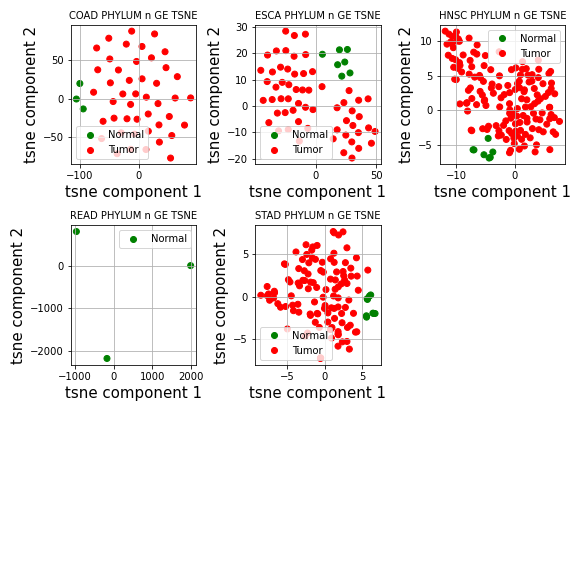 COAD PHYLUM n GE TSNE
tsne component 2
50
0
−50
−100
0
Normal
Tumor
tsne component 1
ESCA PHYLUM n GE TSNE
tsne component 2
30
20
10
0
−10
−20
0
50
Normal
Tumor
tsne component 1
HNSC PHYLUM n GE TSNE
tsne component 2
10
5
0
−5
−10
0
Normal
Tumor
tsne component 1
READ PHYLUM n GE TSNE
tsne component 2
0
−1000
−2000
−1000
0
1000
2000
Normal
tsne component 1
STAD PHYLUM n GE TSNE
tsne component 2
5
0
−5
−5
0
5
Normal
Tumor
tsne component 1